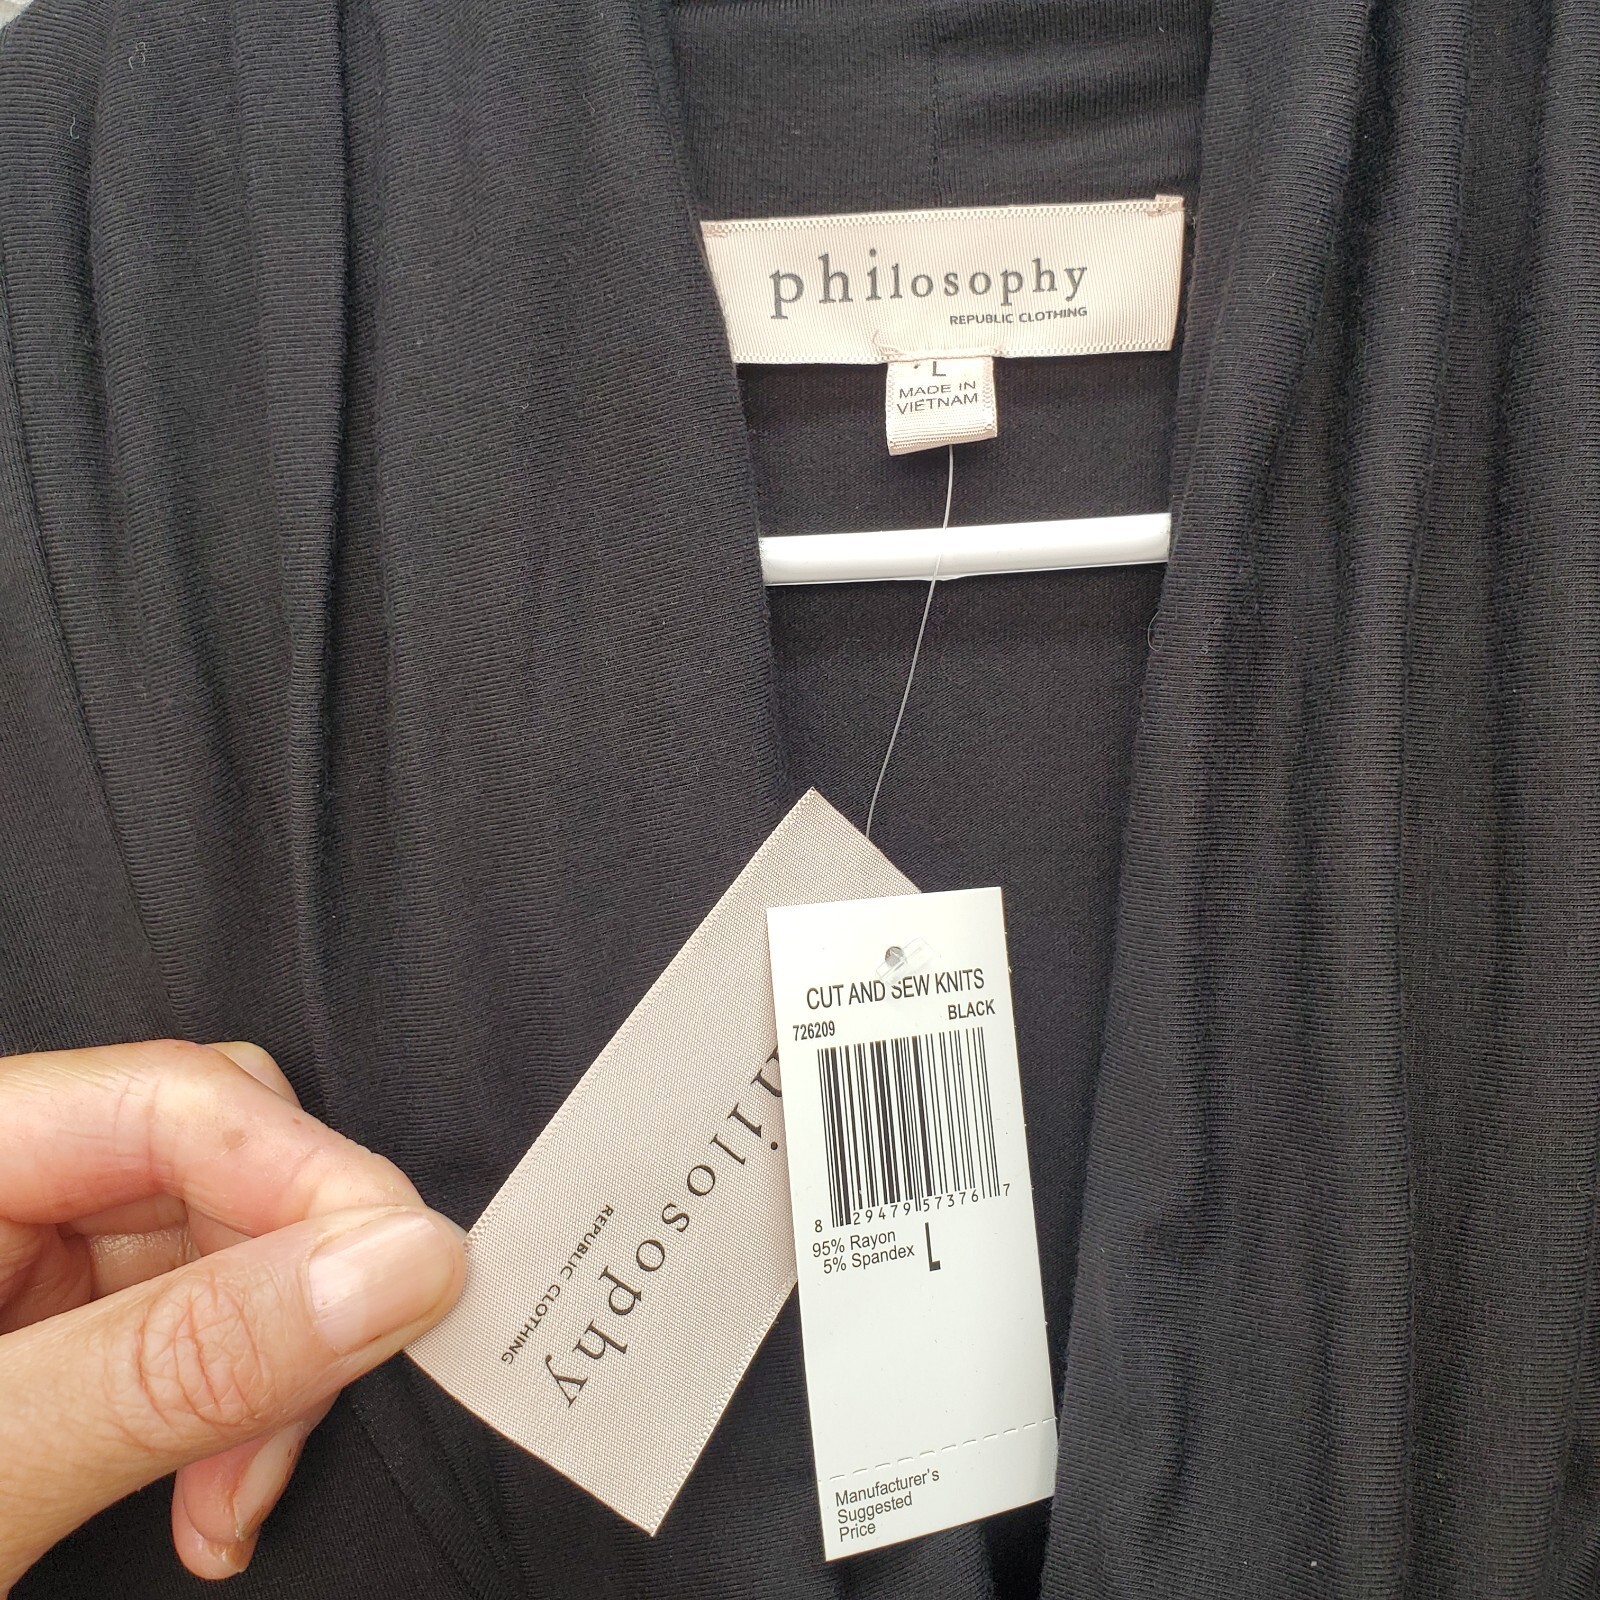 philosophy
REPUBLIC CLOTHING
L
MADE IN
VIETNAM
philosophy
REPUBLIC CLOTHING
CUT AND SEW KNITS
726209 BLACK
8 29479 57376 7
95% Rayon
5% Spandex L
Manufacturer's
Suggested
Price